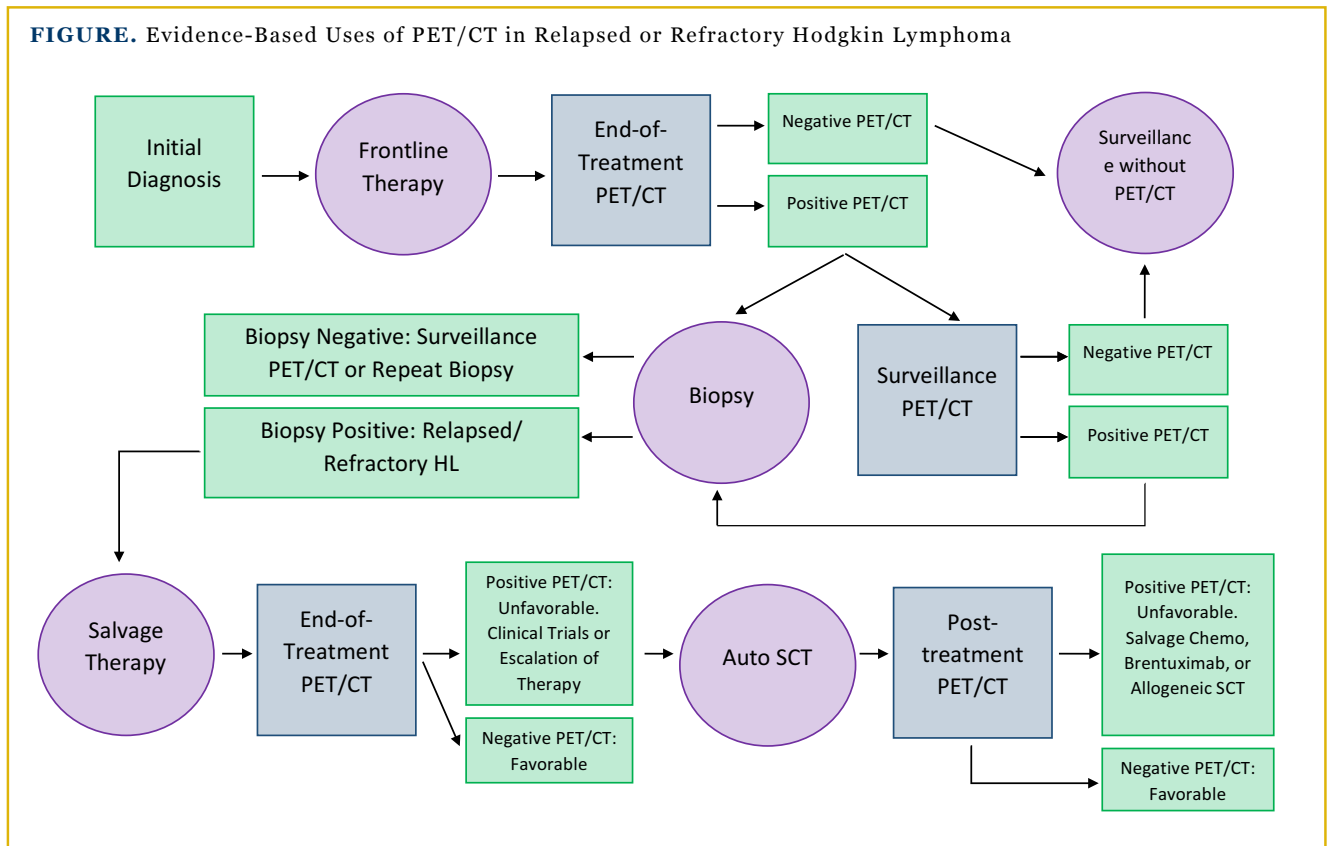 FIGURE. Evidence-Based Uses of PET/CT in Relapsed or Refractory Hodgkin Lymphoma
Initial
Diagnosis
Frontline
Therapy
End-of-
Treatment
PET/CT
Negative PET/CT
Positive PET/CT
Surveillanc
e without
PET/CT
Biopsy Negative: Surveillance
PET/CT or Repeat Biopsy
Biopsy Positive: Relapsed/
Refractory HL
Biopsy
Surveillance
PET/CT
Negative PET/CT
Positive PET/CT
Salvage
Therapy
End-of-
Treatment
PET/CT
Positive PET/CT:
Unfavorable.
Clinical Trials or
Escalation of
Therapy
Negative PET/CT:
Favorable
Auto SCT
Post-
treatment
PET/CT
Positive PET/CT:
Unfavorable.
Salvage Chemo,
Brentuximab, or
Allogeneic SCT
Negative PET/CT:
Favorable